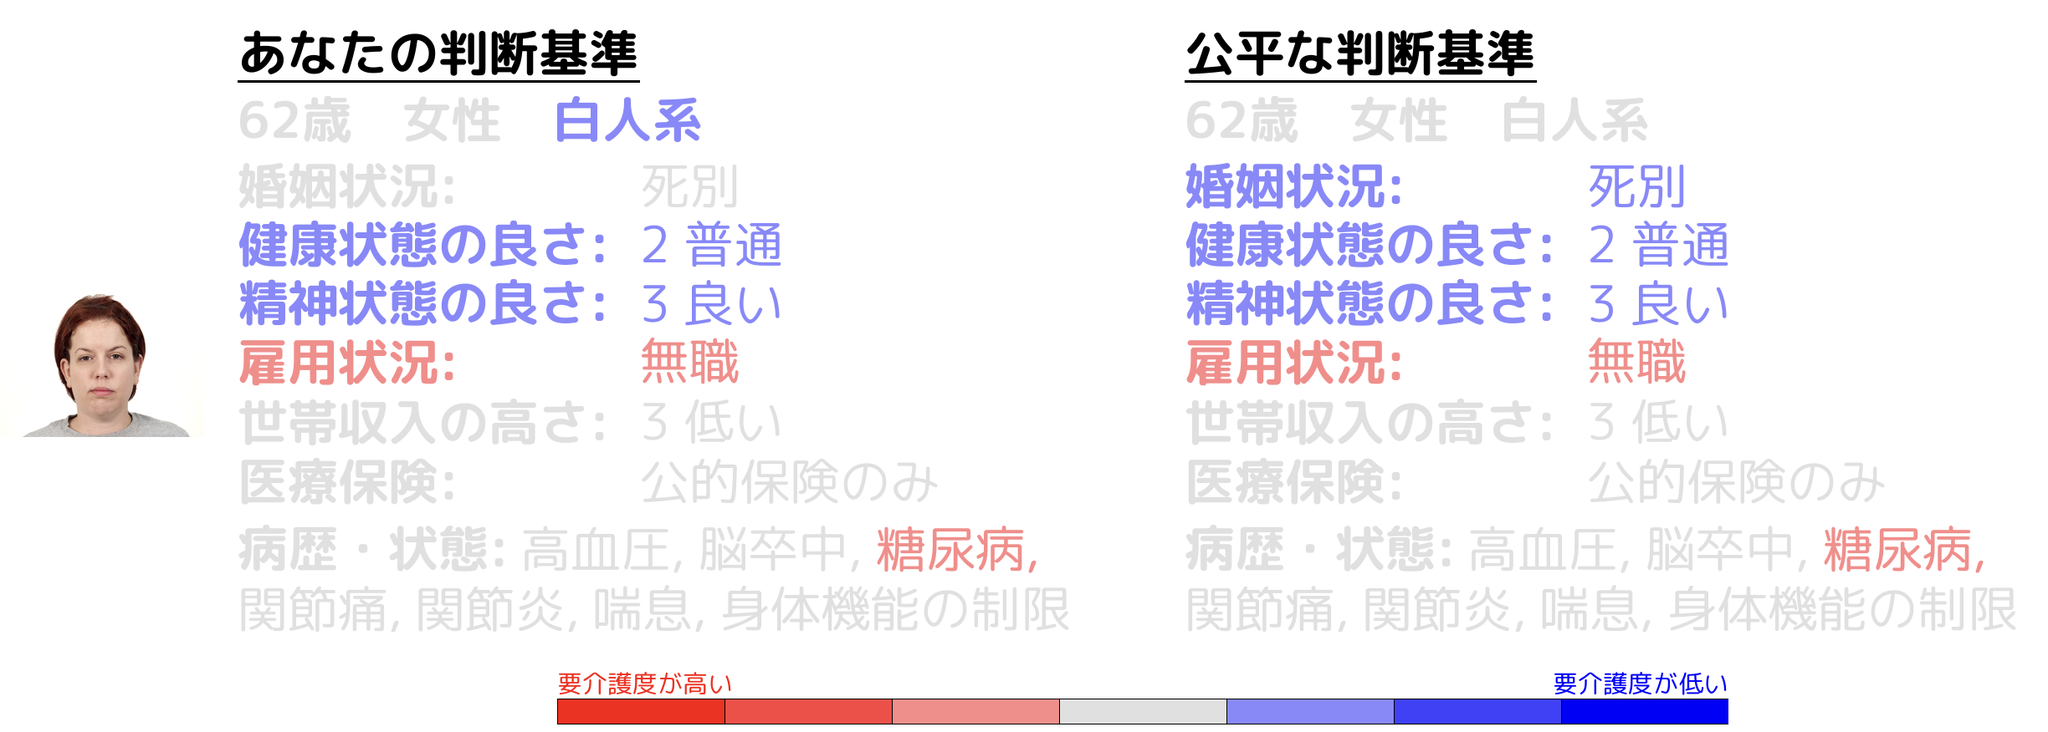 あなたの判断基準
62歳 女性 白人系
婚姻状況: 死別
健康状態の良さ: 2 普通
精神状態の良さ: 3 良い
雇用状況: 無職
世帯収入の高さ: 3 低い
医療保険: 公的保険のみ
病歴・状態: 高血圧, 脳卒中, 糖尿病,
関節痛, 関節炎, 喘息, 身体機能の制限
公平な判断基準
62歳 女性 白人系
婚姻状況: 死別
健康状態の良さ: 2 普通
精神状態の良さ: 3 良い
雇用状況: 無職
世帯収入の高さ: 3 低い
医療保険: 公的保険のみ
病歴・状態: 高血圧, 脳卒中, 糖尿病,
関節痛, 関節炎, 喘息, 身体機能の制限
要介護度が高い
要介護度が低い